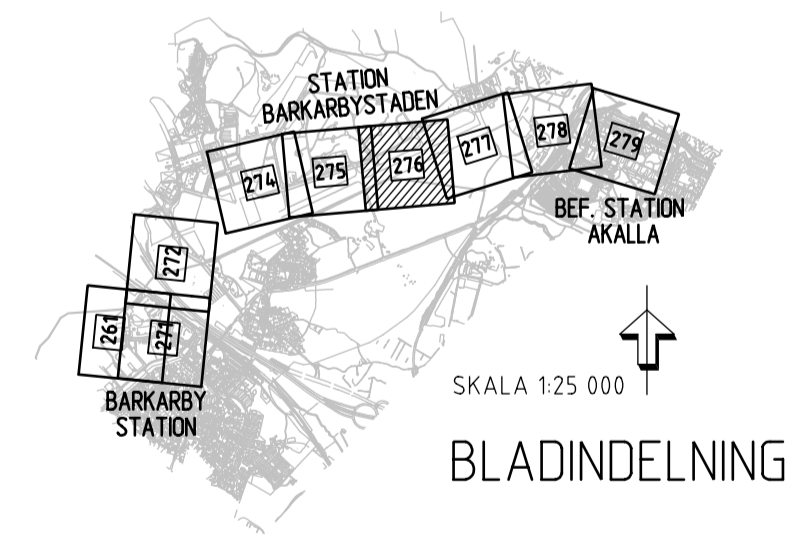 STATION
BARKARBYSTADEN
274
275
276
277
278
279
BEF. STATION
AKALLA
272
261
271
BARKARBY
STATION
SKALA 1:25 000
BLADINDELNING